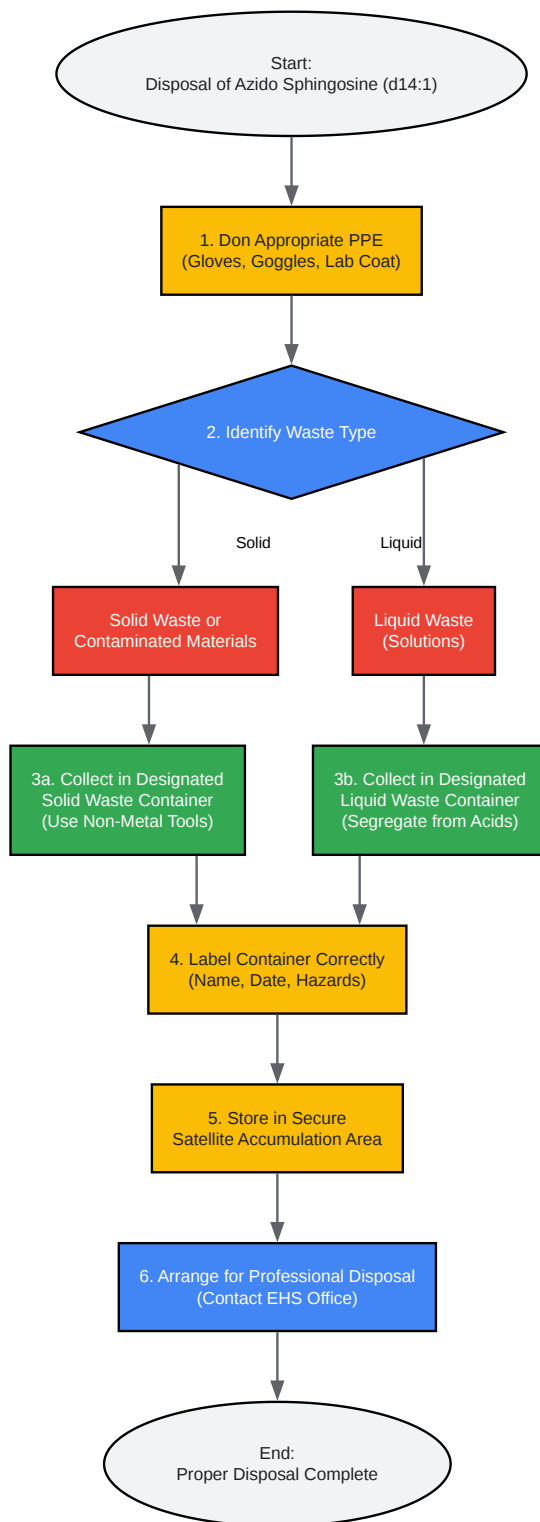 Start:
Disposal of Azido Sphingosine (d14:1)
1. Don Appropriate PPE
(Gloves, Goggles, Lab Coat)
2. Identify Waste Type
Solid
Liquid
Solid Waste or
Contaminated Materials
Liquid Waste
(Solutions)
3a. Collect in Designated
Solid Waste Container
(Use Non-Metal Tools)
3b. Collect in Designated
Liquid Waste Container
(Segregate from Acids)
4. Label Container Correctly
(Name, Date, Hazards)
5. Store in Secure
Satellite Accumulation Area
6. Arrange for Professional Disposal
(Contact EHS Office)
End:
Proper Disposal Complete